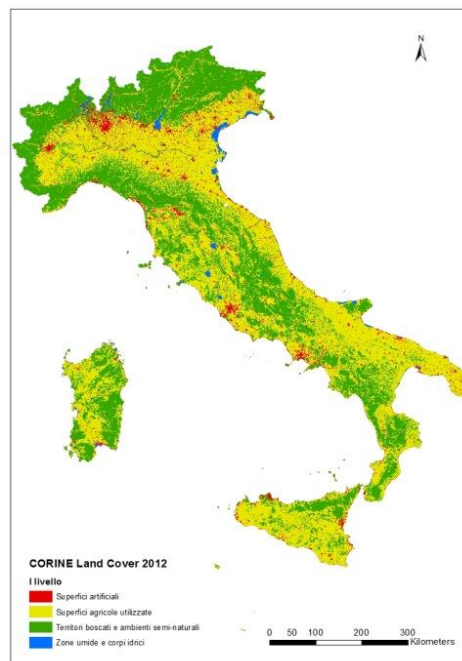 N
CORINE Land Cover 2012
I livello
Superfici artificiali
Superfici agricole utilizzate
Territori boscati e ambienti semi-naturali
Zone umide e corpi idrici
0 50 100 200 300
Kilometers